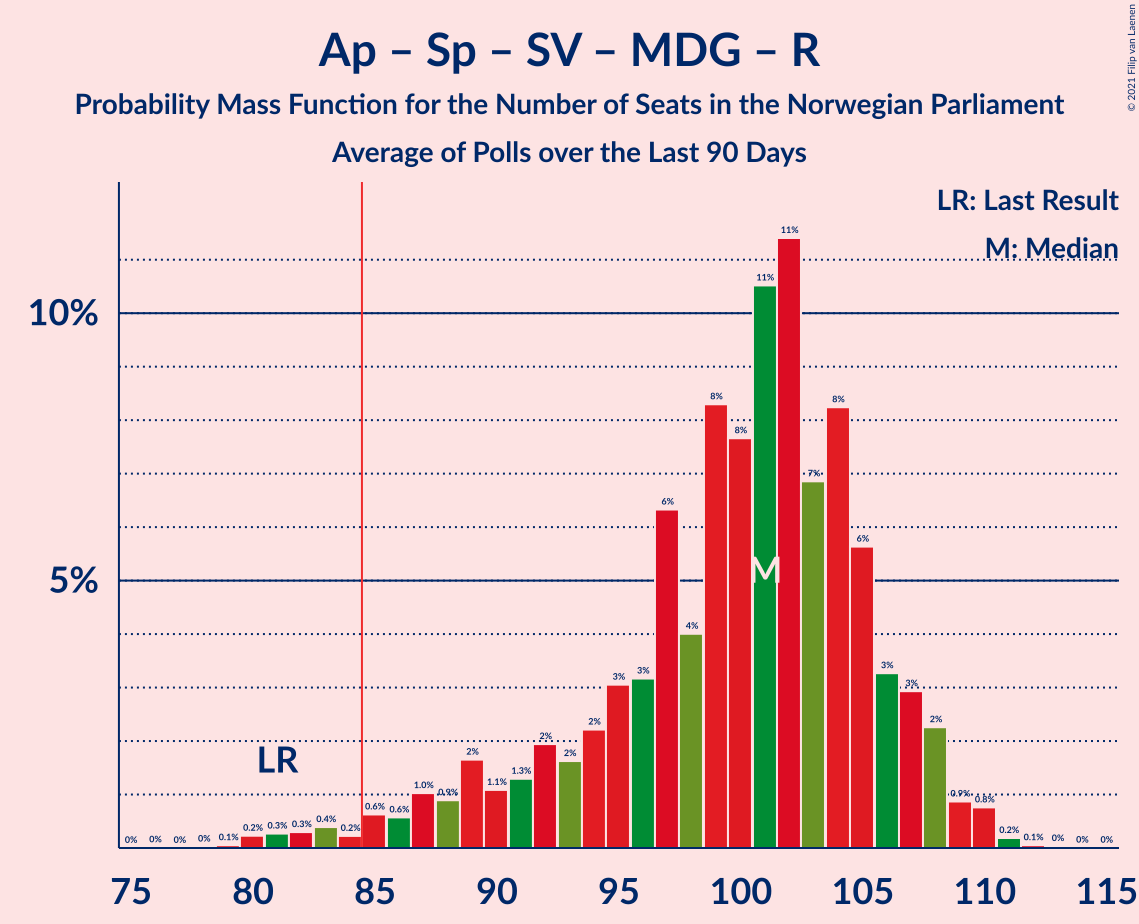 Ap – Sp – SV – MDG – R
Probability Mass Function for the Number of Seats in the Norwegian Parliament
Average of Polls over the Last 90 Days
© 2021 Filip van Laenen
LR: Last Result
M: Median
10%
5%
LR
M
0% 0% 0% 0% 0.1% 0.2% 0.3% 0.3% 0.4% 0.2% 0.6% 0.6% 1.0% 0.9% 2% 1.1% 1.3% 2% 2% 2% 3% 3% 6% 4% 8% 8% 11% 11% 7% 8% 6% 3% 3% 2% 0.9% 0.8% 0.2% 0.1% 0% 0% 0%
75 80 85 90 95 100 105 110 115